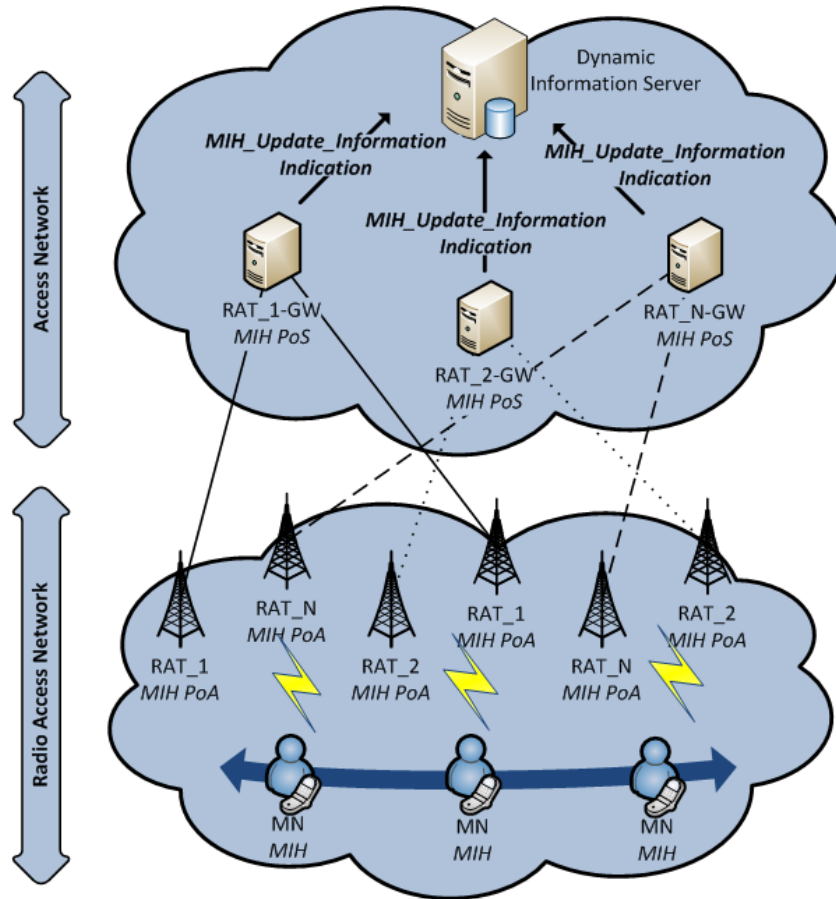 Dynamic
Information Server
MIH_Update_Information
Indication
MIH_Update_Information
Indication
MIH_Update_Information
Indication
Access Network
RAT_1-GW
MIH PoS
RAT_2-GW
MIH PoS
RAT_N-GW
MIH PoS
Radio Access Network
RAT_1
MIH PoA
RAT_N
MIH PoA
RAT_2
MIH PoA
RAT_1
MIH PoA
RAT_N
MIH PoA
RAT_2
MIH PoA
MN
MIH
MN
MIH
MN
MIH